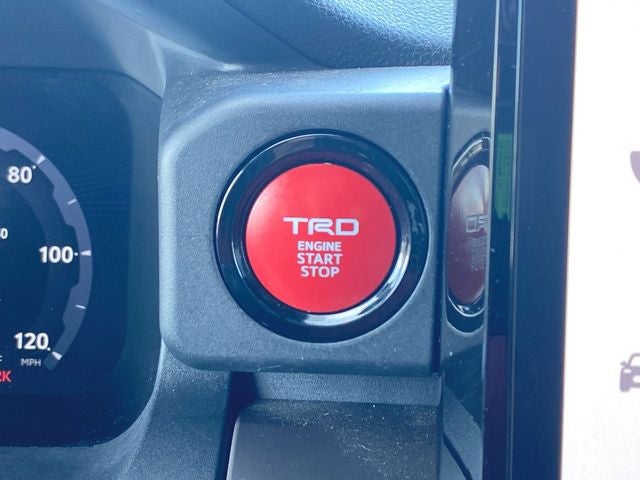 80
100
120
MPH
TRD
ENGINE
START
STOP